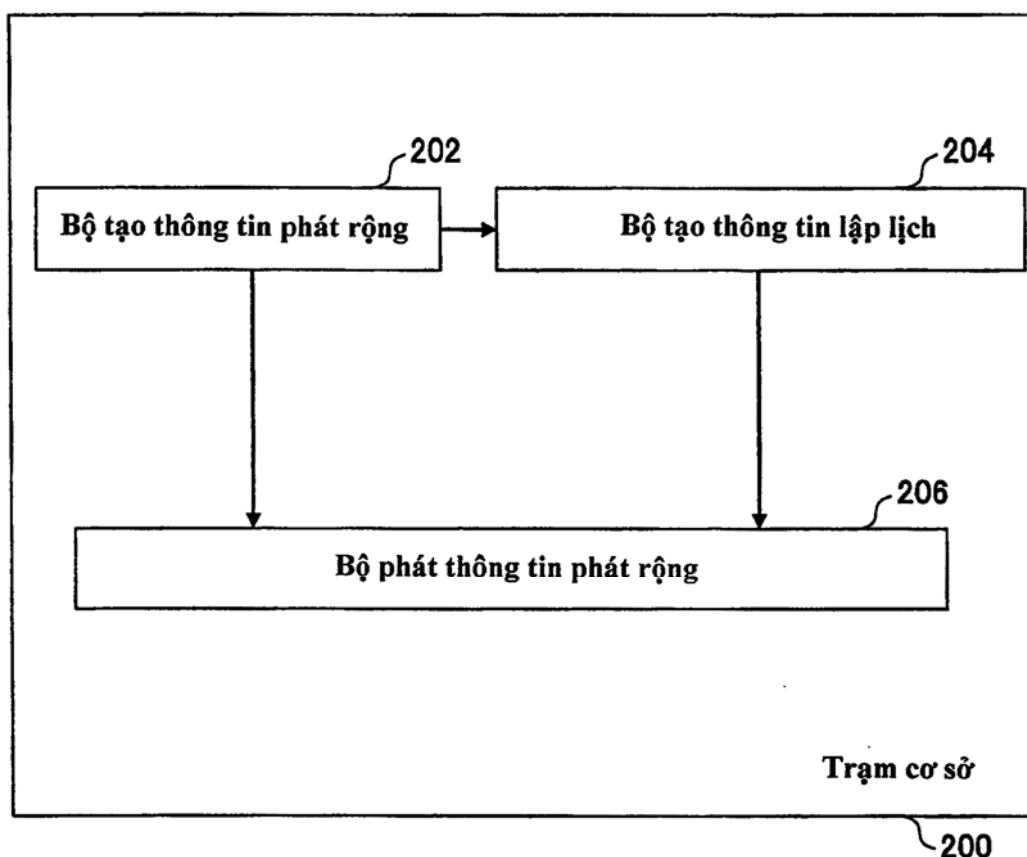 202
204
Bộ tạo thông tin phát rộng
Bộ tạo thông tin lập lịch
206
Bộ phát thông tin phát rộng
Trạm cơ sở
200